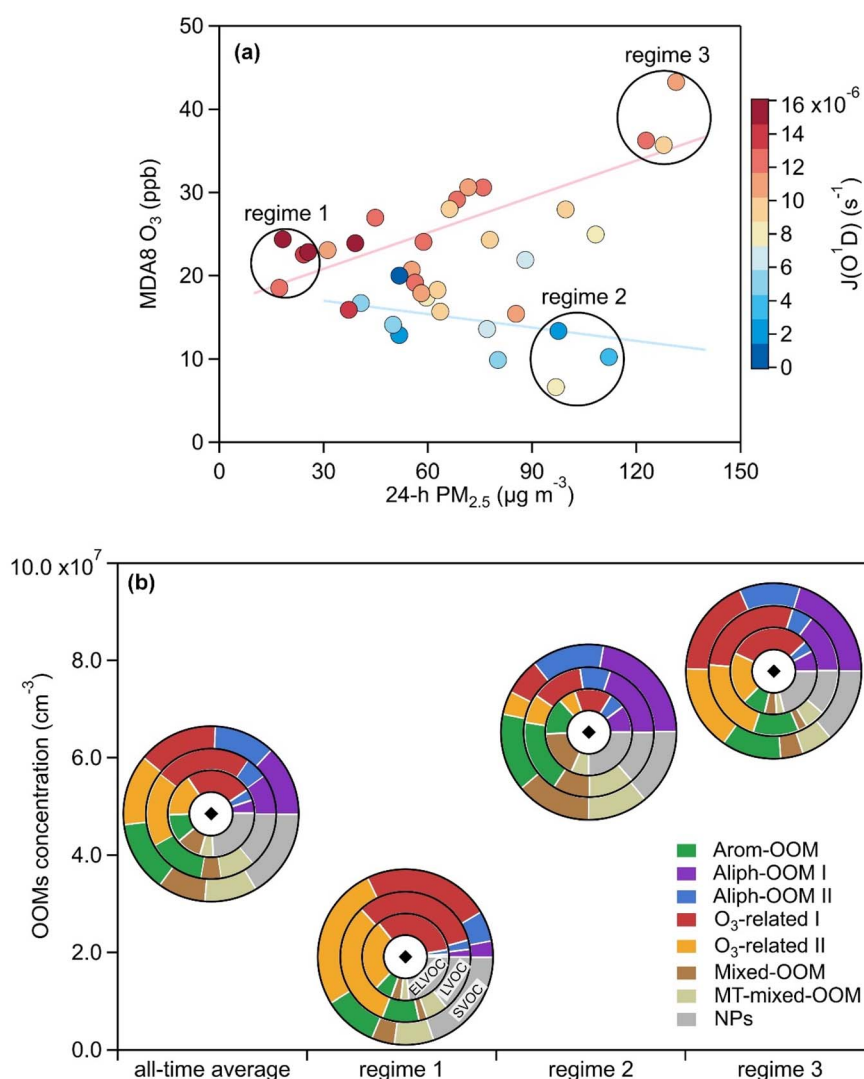 (a)
50
40
30
20
10
0
MDA8 O₃ (ppb)
regime 1
regime 2
regime 3
0 30 60 90 120 150
24-h PM₂.₅ (µg m⁻³)
16 x10⁻⁶
14
12
10
8
6
4
2
0
J(O¹D) (s⁻¹)
(b)
10.0 x10⁷
8.0
6.0
4.0
2.0
0.0
OOMs concentration (cm⁻³)
ELVOC
LVOC
SVOC
Arom-OOM
Aliph-OOM I
Aliph-OOM II
O₃-related I
O₃-related II
Mixed-OOM
MT-mixed-OOM
NPs
all-time average regime 1 regime 2 regime 3